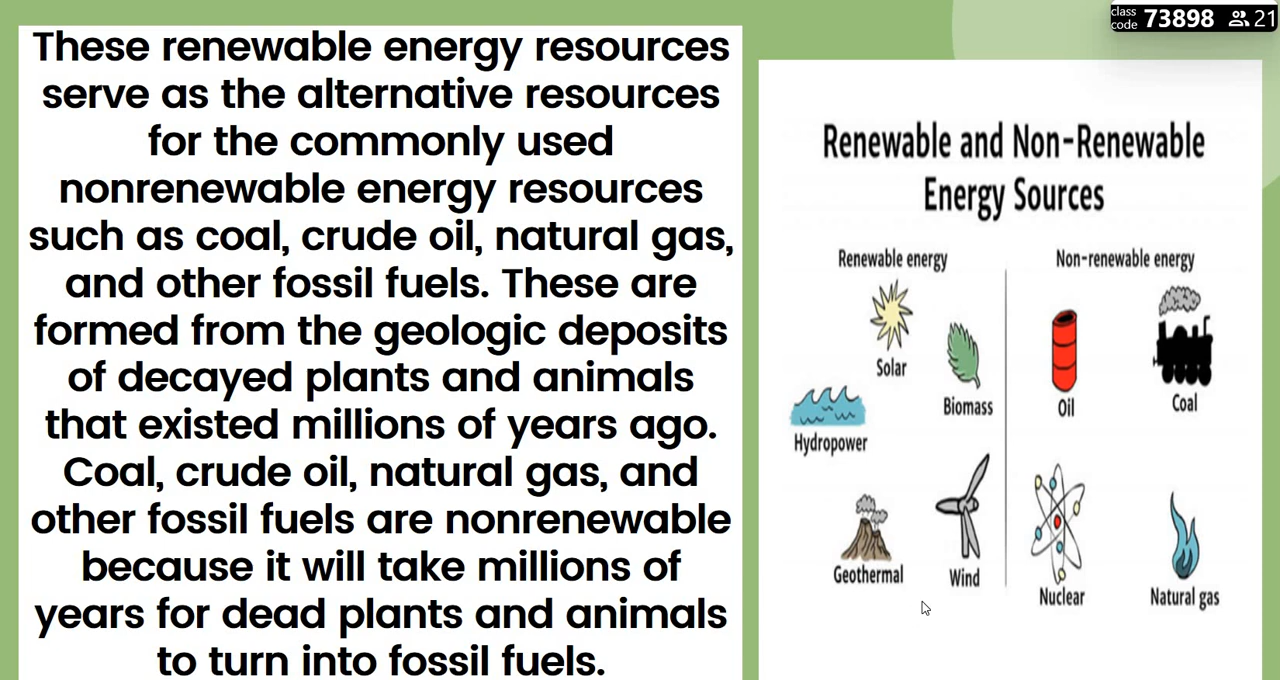 These renewable energy resources
serve as the alternative resources
for the commonly used
nonrenewable energy resources
such as coal, crude oil, natural gas,
and other fossil fuels. These are
formed from the geologic deposits
of decayed plants and animals
that existed millions of years ago.
Coal, crude oil, natural gas, and
other fossil fuels are nonrenewable
because it will take millions of
years for dead plants and animals
to turn into fossil fuels.
class
code 73898 21
Renewable and Non-Renewable
Energy Sources
Renewable energy
Non-renewable energy
Solar
Biomass
Hydropower
Geothermal
Wind
Oil
Coal
Nuclear
Natural gas